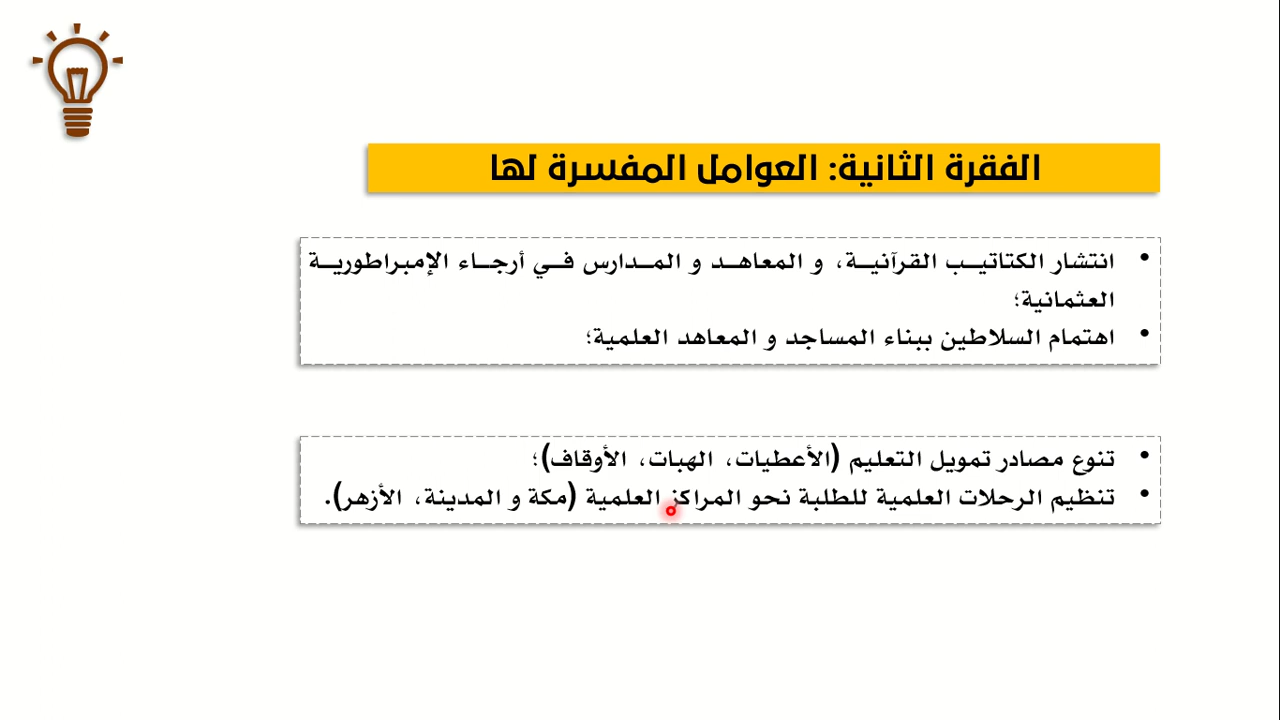 الفقرة الثانية: العوامل المفسرة لها
• انتشار الكتاتيب القرآنية، و المعاهد و المدارس في أرجاء الإمبراطورية
العثمانية؛
• اهتمام السلاطين ببناء المساجد و المعاهد العلمية؛
• تنوع مصادر تمويل التعليم (الأعطيات، الهبات، الأوقاف)؛
• تنظيم الرحلات العلمية للطلبة نحو المراكز العلمية (مكة و المدينة، الأزهر).